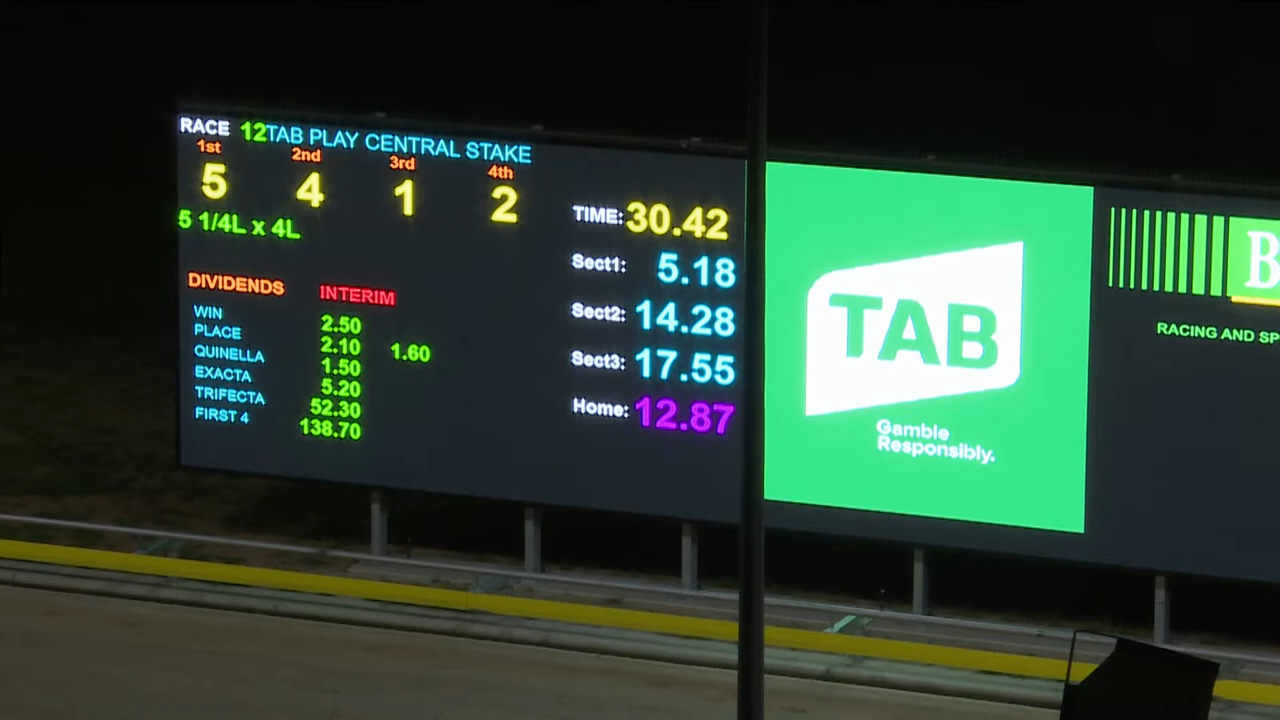 RACE 12 TAB PLAY CENTRAL STAKE
1st 2nd 3rd 4th
5 4 1 2
5 1/4L x 4L
DIVIDENDS INTERIM
WIN 2.50
PLACE 2.10 1.60
QUINELLA 1.50
EXACTA 5.20
TRIFECTA 52.30
FIRST 4 138.70
TIME: 30.42
Sect1: 5.18
Sect2: 14.28
Sect3: 17.55
Home: 12.87
TAB
Gamble
Responsibly.
B
RACING AND SP